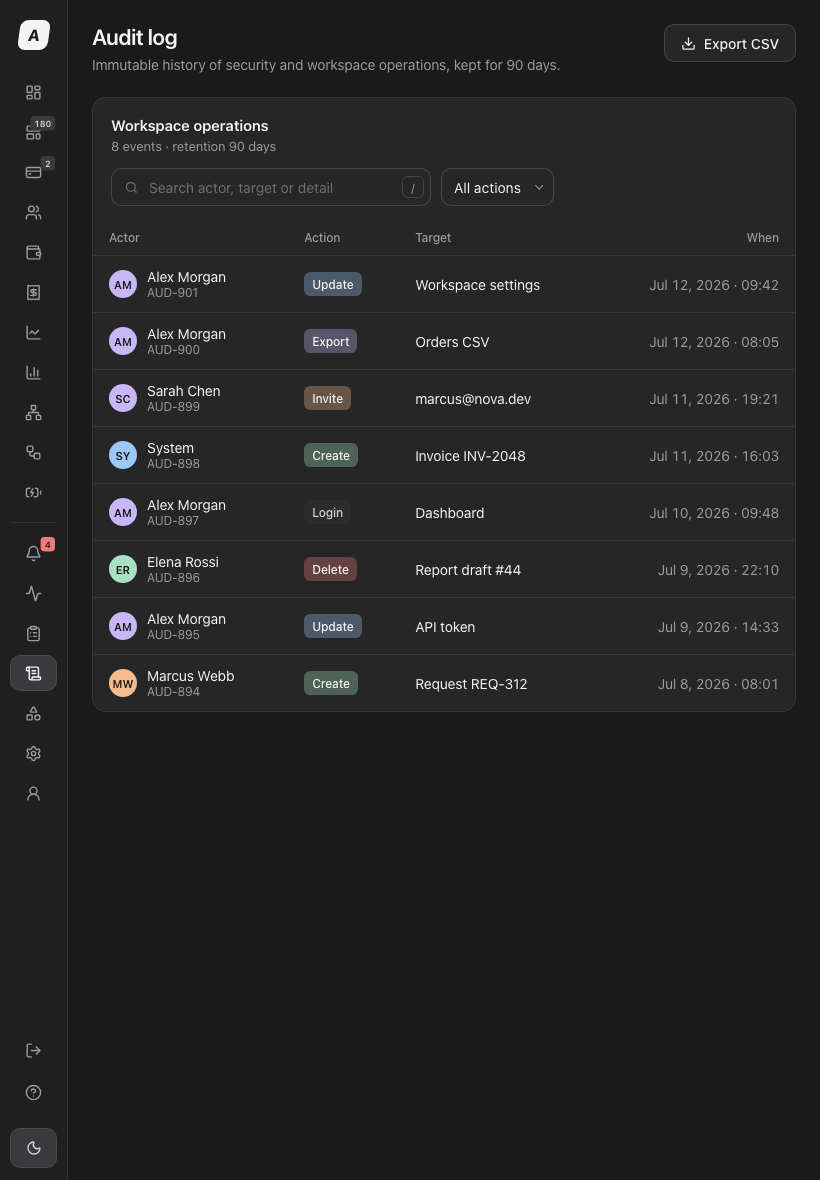 A
180
2
4
Audit log
Immutable history of security and workspace operations, kept for 90 days.
Export CSV
Workspace operations
8 events · retention 90 days
Search actor, target or detail /
All actions
Actor Action Target When
AM Alex Morgan Update Workspace settings Jul 12, 2026 · 09:42
AUD-901
AM Alex Morgan Export Orders CSV Jul 12, 2026 · 08:05
AUD-900
SC Sarah Chen Invite marcus@nova.dev Jul 11, 2026 · 19:21
AUD-899
SY System Create Invoice INV-2048 Jul 11, 2026 · 16:03
AUD-898
AM Alex Morgan Login Dashboard Jul 10, 2026 · 09:48
AUD-897
ER Elena Rossi Delete Report draft #44 Jul 9, 2026 · 22:10
AUD-896
AM Alex Morgan Update API token Jul 9, 2026 · 14:33
AUD-895
MW Marcus Webb Create Request REQ-312 Jul 8, 2026 · 08:01
AUD-894